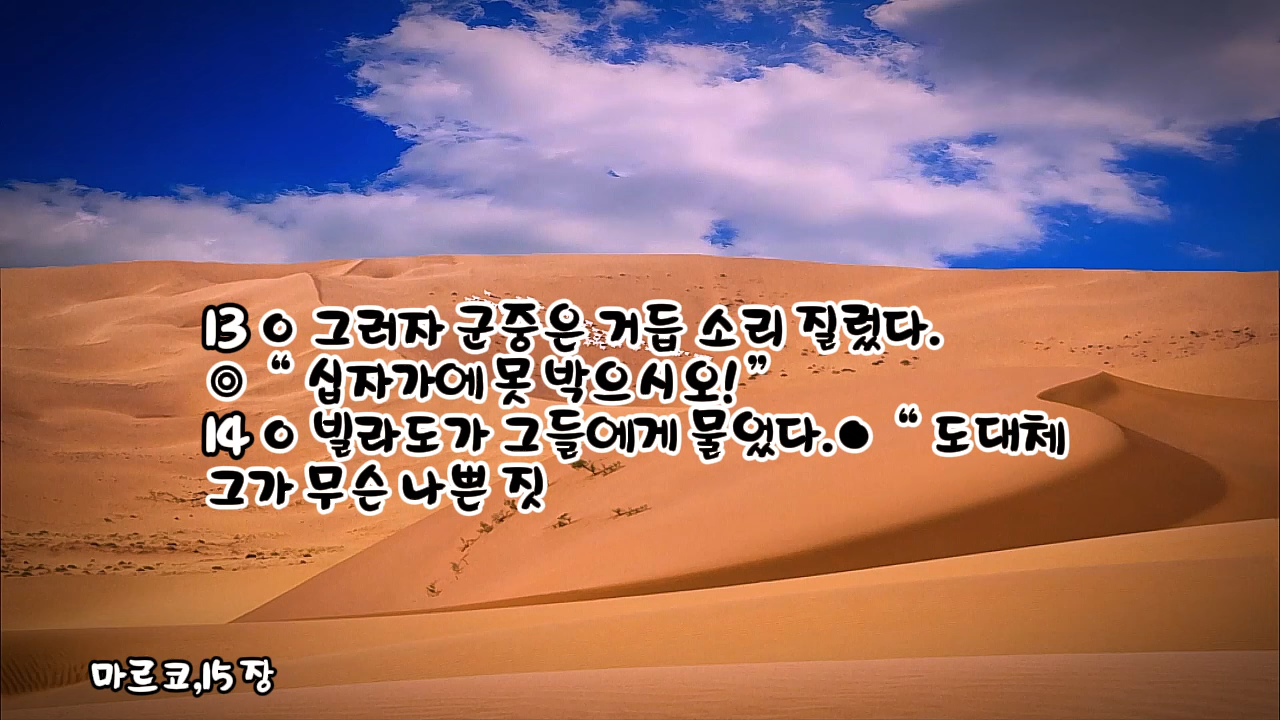 13 ○ 그러자 군중은 거듭 소리 질렀다.
◎ “ 십자가에 못 박으시오!”
14 ○ 빌라도가 그들에게 물었다.● “ 도대체
그가 무슨 나쁜 짓
마르코,15장